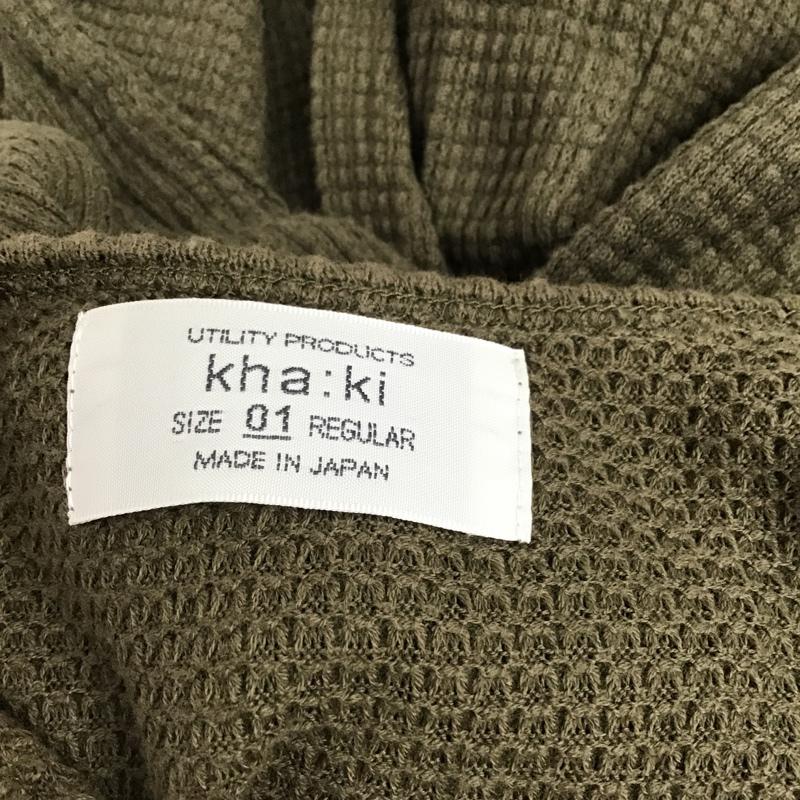 UTILITY PRODUCTS
kha:ki
SIZE 01 REGULAR
MADE IN JAPAN